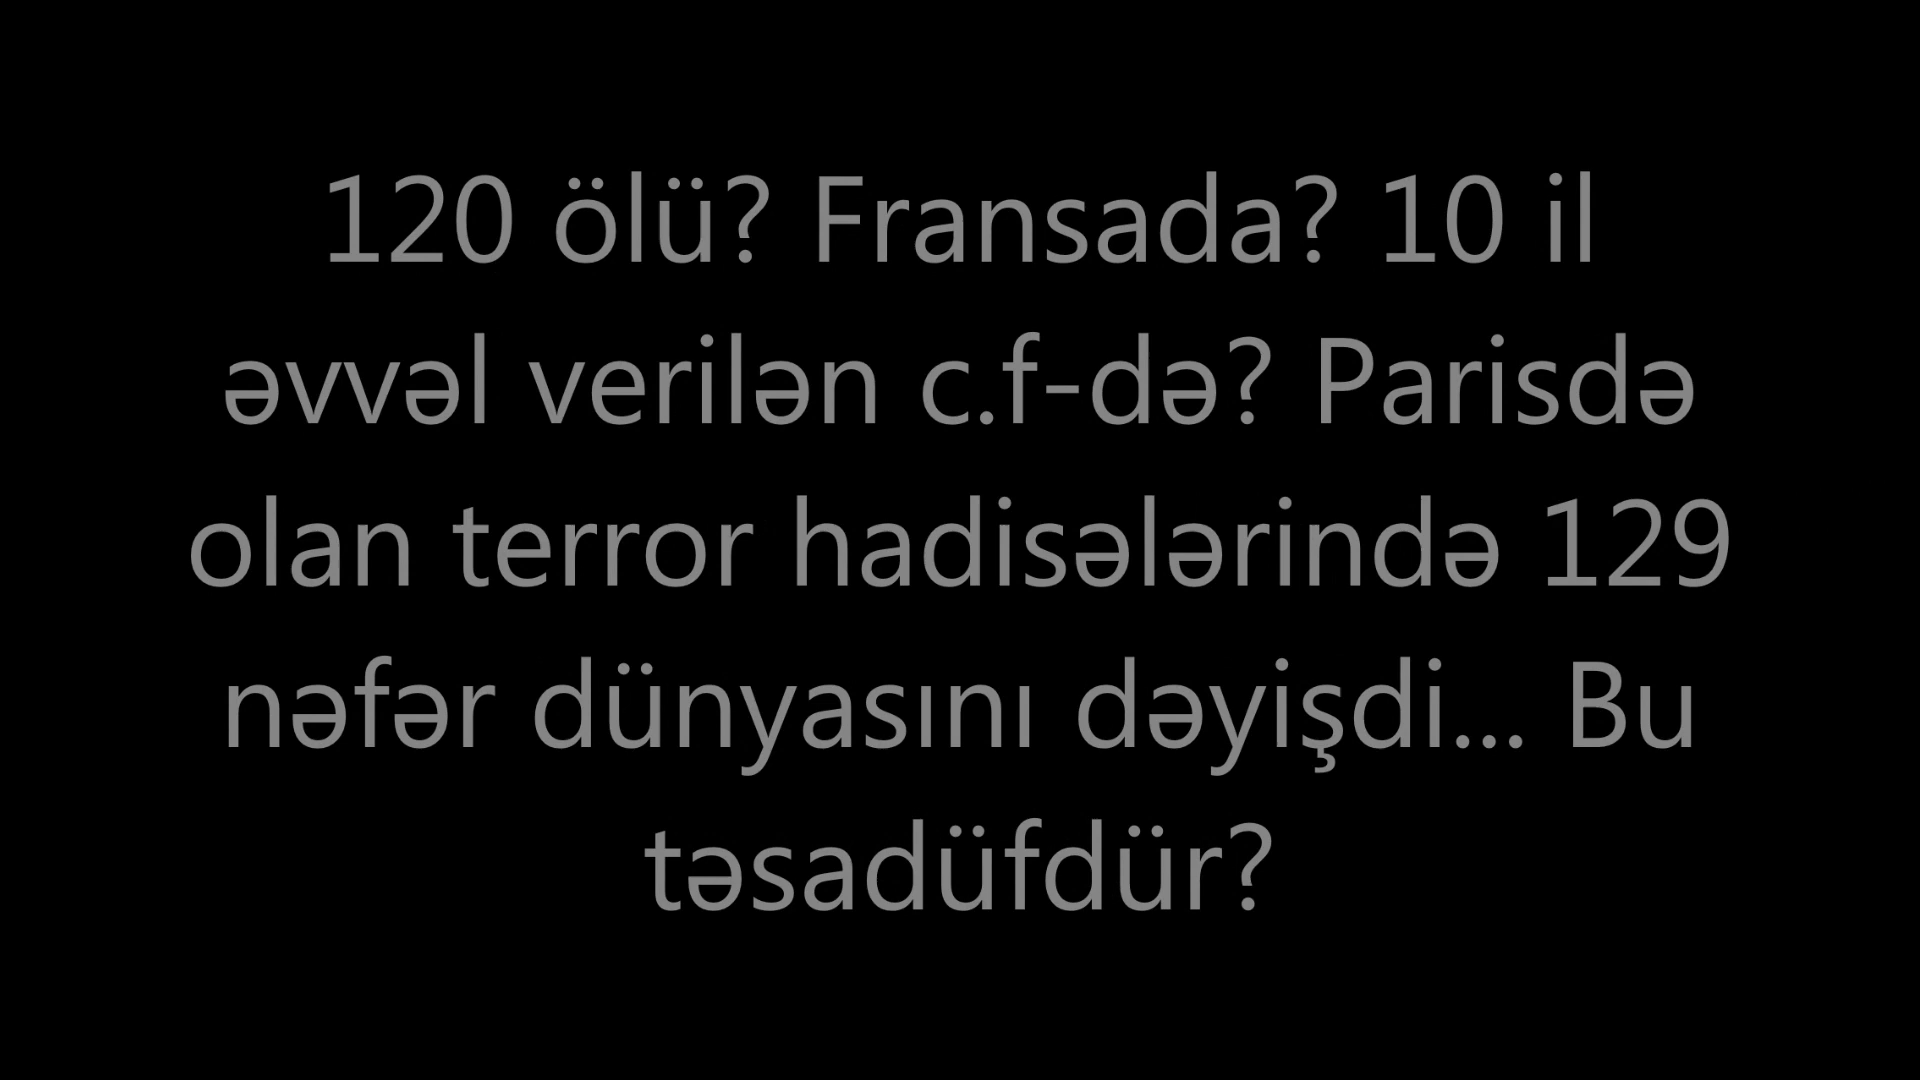 120 ölü? Fransada? 10 il
əvvəl verilən c.f-də? Parisdə
olan terror hadisələrində 129
nəfər dünyasını dəyişdi... Bu
təsadüfdür?